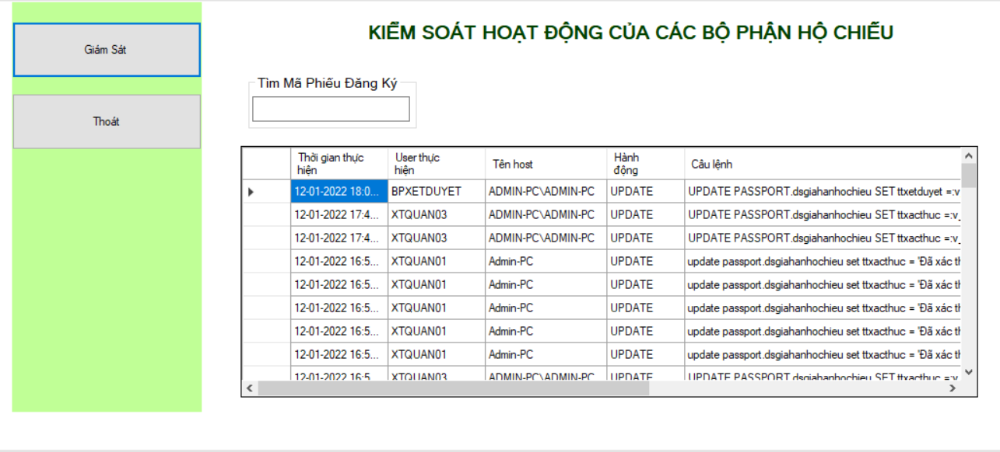 Giám Sát
Thoát
KIỂM SOÁT HOẠT ĐỘNG CỦA CÁC BỘ PHẬN HỘ CHIẾU
Tìm Mã Phiếu Đăng Ký
Thời gian thực hiện User thực hiện Tên host Hành động Câu lệnh
12-01-2022 18:0... BPXETDUYET ADMIN-PC\ADMIN-PC UPDATE UPDATE PASSPORT.dsgiahanhochieu SET ttxetduyet =:v
12-01-2022 17:4... XTQUAN03 ADMIN-PC\ADMIN-PC UPDATE UPDATE PASSPORT.dsgiahanhochieu SET ttxacthuc =:v_
12-01-2022 17:4... XTQUAN03 ADMIN-PC\ADMIN-PC UPDATE UPDATE PASSPORT.dsgiahanhochieu SET ttxacthuc =:v_
12-01-2022 16:5... XTQUAN01 Admin-PC UPDATE update passport.dsgiahanhochieu set ttxacthuc = 'Đã xác th
12-01-2022 16:5... XTQUAN01 Admin-PC UPDATE update passport.dsgiahanhochieu set ttxacthuc = 'Đã xác th
12-01-2022 16:5... XTQUAN01 Admin-PC UPDATE update passport.dsgiahanhochieu set ttxacthuc = 'Đã xác th
12-01-2022 16:5... XTQUAN01 Admin-PC UPDATE update passport.dsgiahanhochieu set ttxacthuc = 'Đã xác th
12-01-2022 16:5... XTQUAN01 Admin-PC UPDATE update passport.dsgiahanhochieu set ttxacthuc = 'Đã xác th
12-01-2022 16:5... XTQUAN03 ADMIN-PC\ADMIN-PC UPDATE UPDATE PASSPORT.dsgiahanhochieu SET ttxacthuc =:v